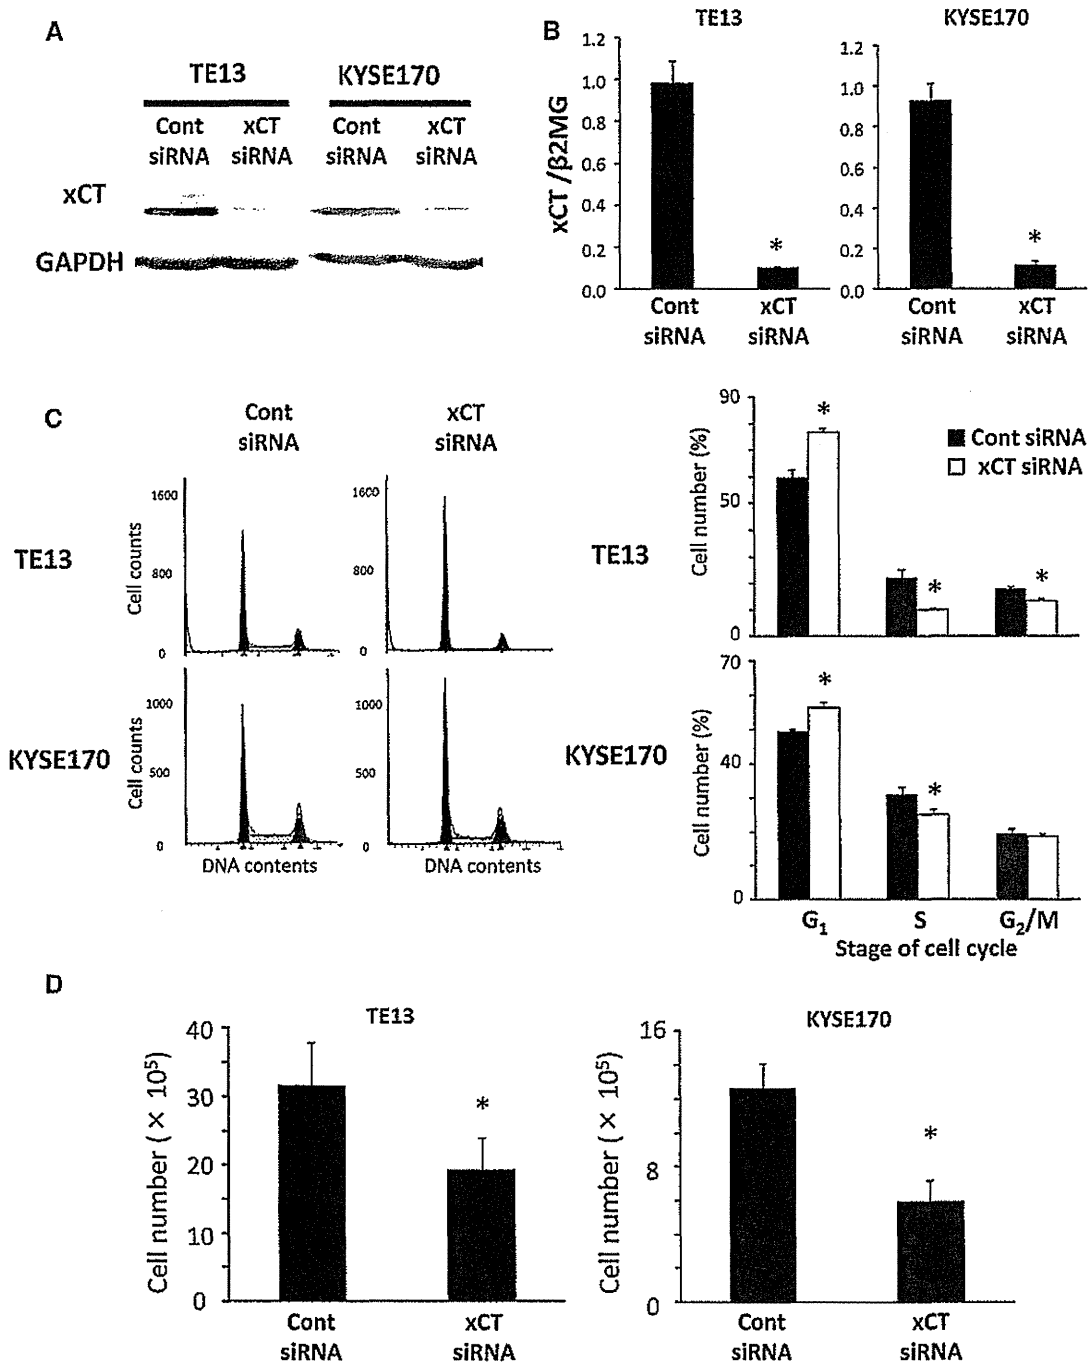 A
TE13 KYSE170
Cont xCT Cont xCT
siRNA siRNA siRNA siRNA
xCT
GAPDH
B
TE13 KYSE170
xCT /β2MG
1.2
1.0
0.8
0.6
0.4
0.2
0.0
*
Cont xCT
siRNA siRNA
1.2
1.0
0.8
0.6
0.4
0.2
0.0
*
Cont xCT
siRNA siRNA
C
Cont xCT
siRNA siRNA
TE13
Cell counts
1600
800
0
1600
800
0
KYSE170
Cell counts
1000
500
0
1000
500
0
DNA contents DNA contents
TE13
Cell number (%)
90
50
0
* * *
Cont siRNA
xCT siRNA
KYSE170
Cell number (%)
70
40
0
* *
G1 S G2/M
Stage of cell cycle
D
TE13
Cell number (× 10⁵)
40
30
20
10
0
*
Cont xCT
siRNA siRNA
KYSE170
Cell number (× 10⁵)
16
8
0
*
Cont xCT
siRNA siRNA